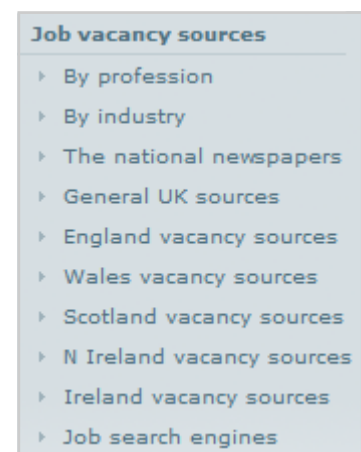 Job vacancy sources
By profession
By industry
The national newspapers
General UK sources
England vacancy sources
Wales vacancy sources
Scotland vacancy sources
N Ireland vacancy sources
Ireland vacancy sources
Job search engines